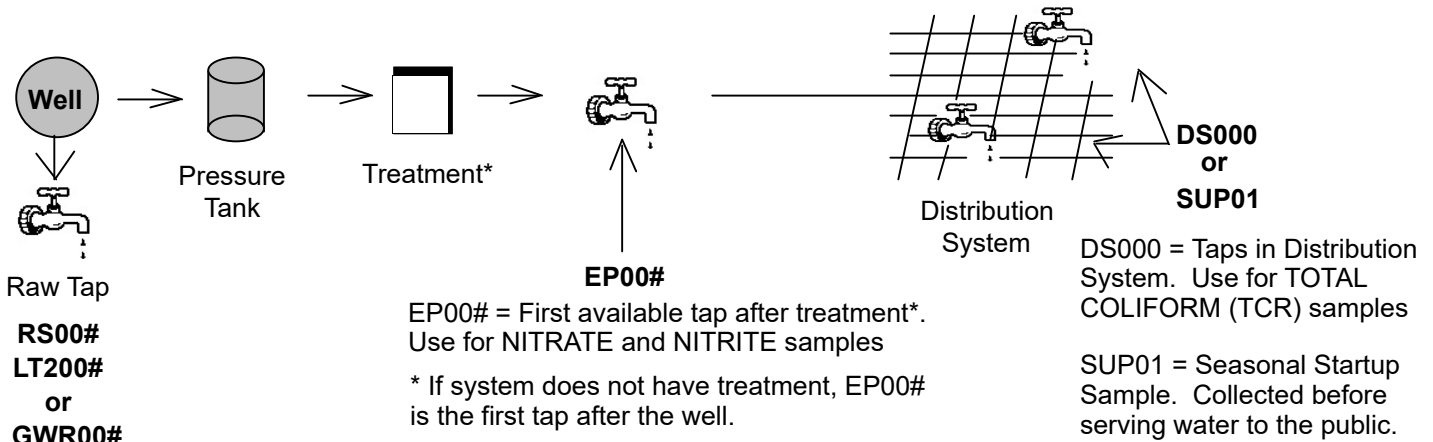 Well
Raw Tap
RS00#
LT200#
or
GWR00#
Pressure
Tank
Treatment*
EP00#
EP00# = First available tap after treatment*.
Use for NITRATE and NITRITE samples
* If system does not have treatment, EP00#
is the first tap after the well.
Distribution
System
DS000
or
SUP01
DS000 = Taps in Distribution
System. Use for TOTAL
COLIFORM (TCR) samples
SUP01 = Seasonal Startup
Sample. Collected before
serving water to the public.